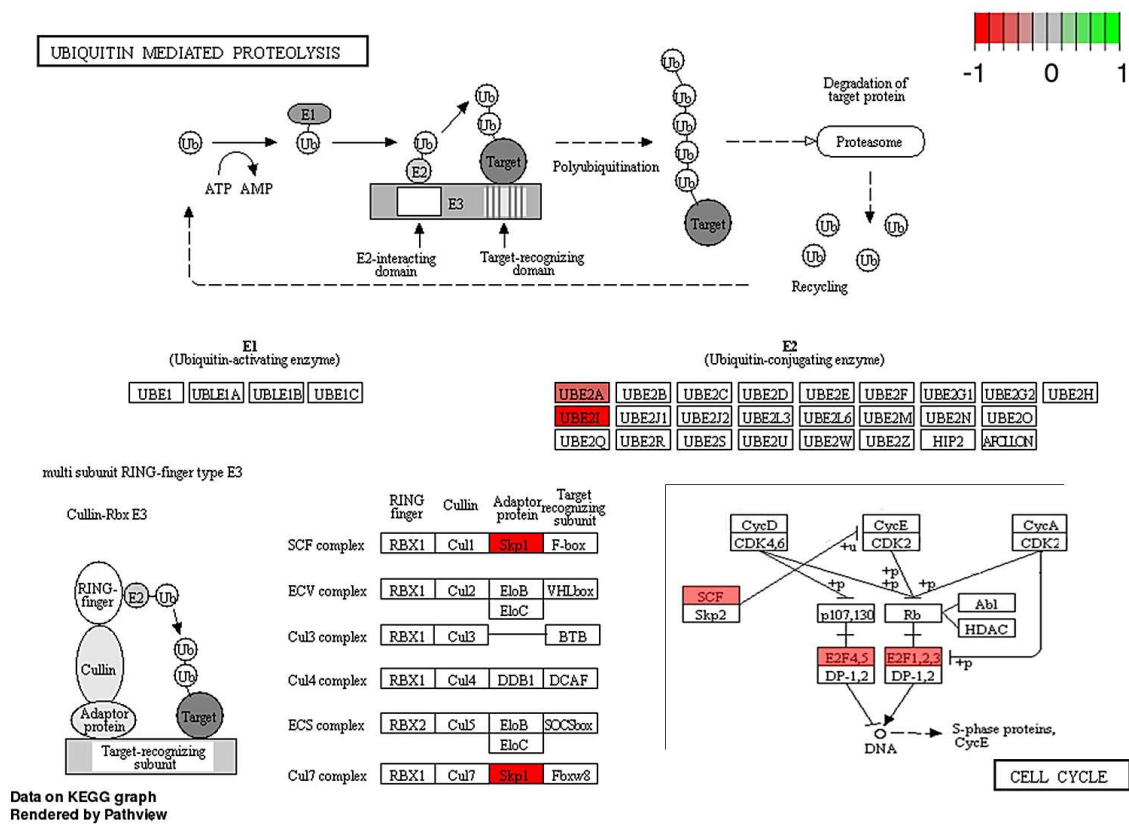 UBIQUITIN MEDIATED PROTEOLYSIS
-1 0 1
Ub
ATP AMP
E1
Ub
Ub
E2
Ub
Ub
Target
E3
E2-interacting
domain
Target-recognizing
domain
Polyubiquitination
Ub
Ub
Ub
Ub
Ub
Target
Degradation of
target protein
Proteasome
Ub
Ub
Ub
Ub
Recycling
E1
(Ubiquitin-activating enzyme)
UBE1 UBLE1A UBLE1B UBE1C
E2
(Ubiquitin-conjugating enzyme)
UBE2A UBE2B UBE2C UBE2D UBE2E UBE2F UBE2G1 UBE2G2 UBE2H
UBE2I UBE2J1 UBE2J2 UBE2L3 UBE2L6 UBE2M UBE2N UBE2O
UBE2Q UBE2R UBE2S UBE2U UBE2W UBE2Z HIP2 APOLLON
multi subunit RING-finger type E3
Cullin-Rbx E3
RING-
finger
E2
Ub
Ub
Ub
Cullin
Adaptor
protein
Target
Target-recognizing
subunit
RING
finger
Cullin
Adaptor
protein
Target
recognizing
subunit
SCF complex RBX1 Cul1 Skp1 F-box
ECV complex RBX1 Cul2 EloB VHLbox
EloC
Cul3 complex RBX1 Cul3 BTB
Cul4 complex RBX1 Cul4 DDB1 DCAF
ECS complex RBX2 Cul5 EloB SOCSbox
EloC
Cul7 complex RBX1 Cul7 Skp1 Fbxw8
CycD
CDK4,6
CycE
CDK2
CycA
CDK2
+u
+p
+p
+p
SCF
Skp2
p107,130
Rb
Abl
HDAC
E2F4,5
DP-1,2
E2F1,2,3
DP-1,2
+p
DNA
S-phase proteins,
CycE
CELL CYCLE
Data on KEGG graph
Rendered by Pathview